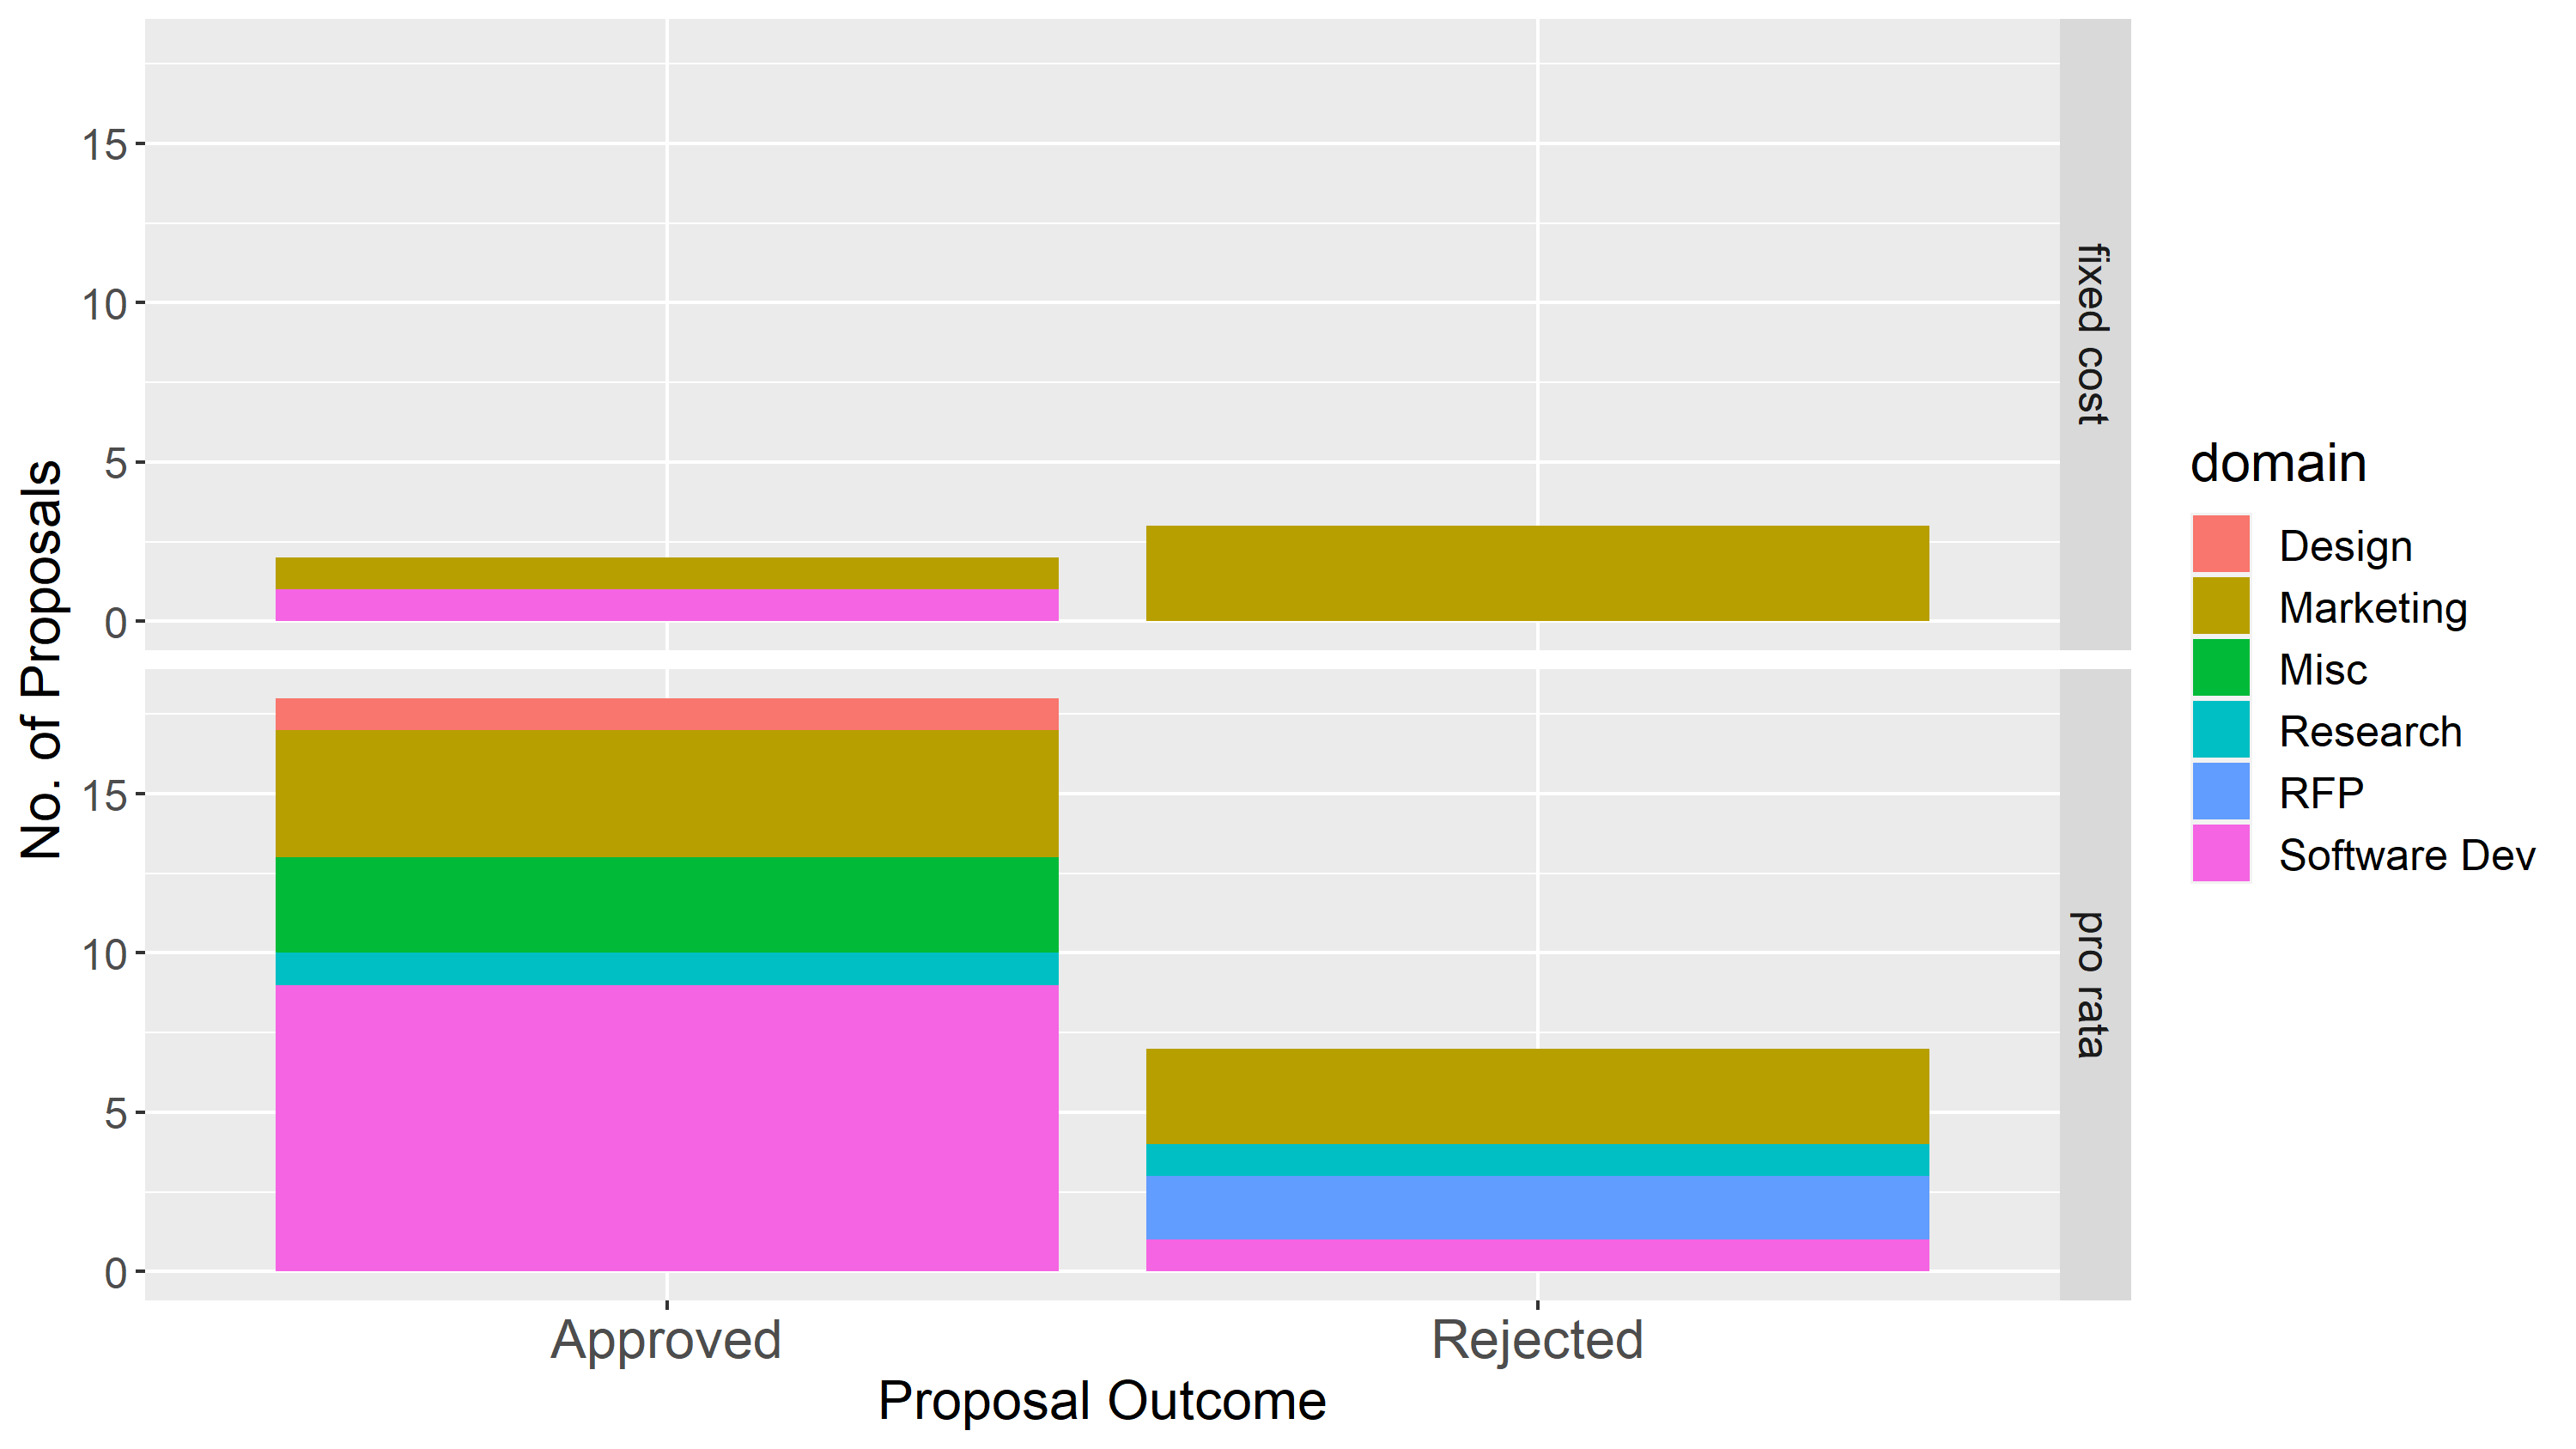 No. of Proposals
15
10
5
0
fixed cost
15
10
5
0
pro rata
Approved
Rejected
Proposal Outcome
domain
Design
Marketing
Misc
Research
RFP
Software Dev